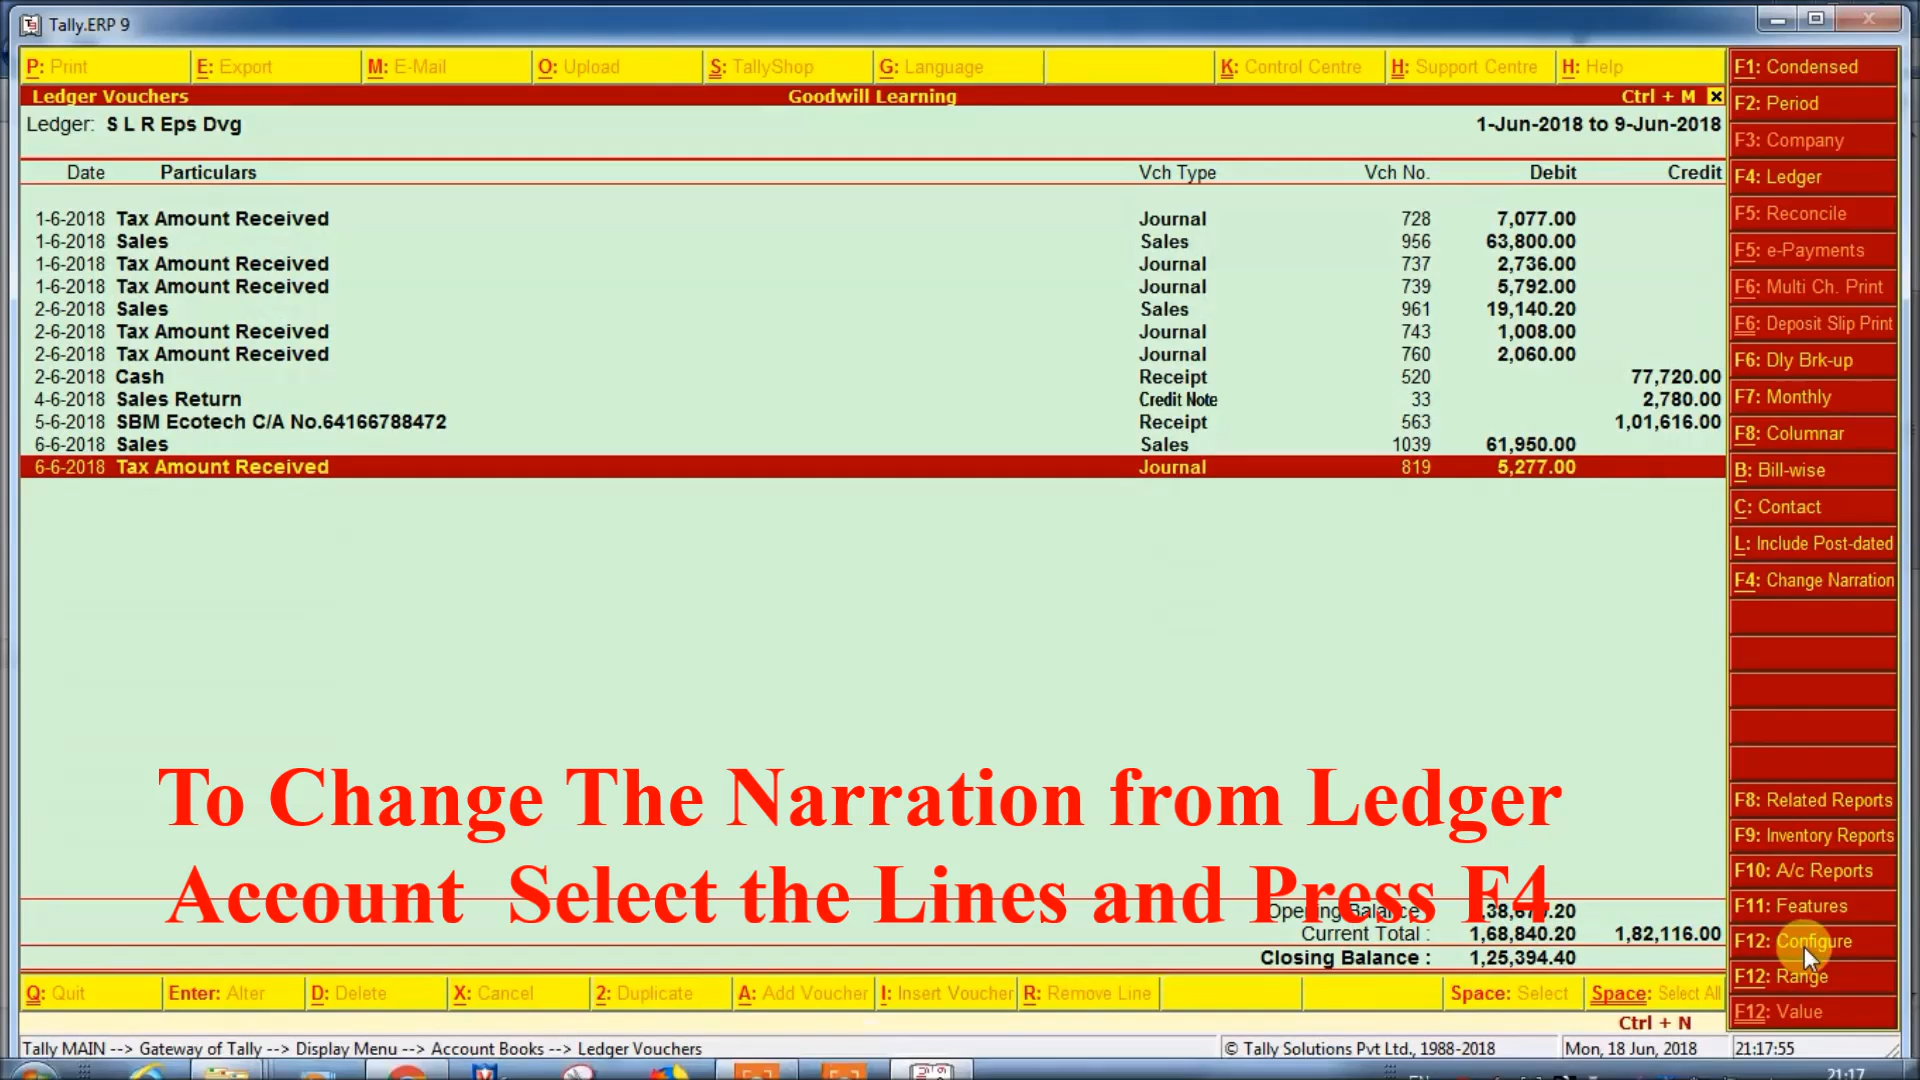 Tally.ERP 9
P: Print E: Export M: E-Mail O: Upload S: TallyShop G: Language K: Control Centre H: Support Centre H: Help
Ledger Vouchers Goodwill Learning Ctrl + M
Ledger: S L R Eps Dvg 1-Jun-2018 to 9-Jun-2018
Date Particulars Vch Type Vch No. Debit Credit
1-6-2018 Tax Amount Received Journal 728 7,077.00
1-6-2018 Sales Sales 956 63,800.00
1-6-2018 Tax Amount Received Journal 737 2,736.00
1-6-2018 Tax Amount Received Journal 739 5,792.00
2-6-2018 Sales Sales 961 19,140.20
2-6-2018 Tax Amount Received Journal 743 1,008.00
2-6-2018 Tax Amount Received Journal 760 2,060.00
2-6-2018 Cash Receipt 520 77,720.00
4-6-2018 Sales Return Credit Note 33 2,780.00
5-6-2018 SBM Ecotech C/A No.64166788472 Receipt 563 1,01,616.00
6-6-2018 Sales Sales 1039 61,950.00
6-6-2018 Tax Amount Received Journal 819 5,277.00
To Change The Narration from Ledger
Account Select the Lines and Press F4
Opening Balance
Current Total : 1,68,840.20 1,82,116.00
Closing Balance : 1,25,394.40
Q: Quit Enter: Alter D: Delete X: Cancel 2: Duplicate A: Add Voucher I: Insert Voucher R: Remove Line Space: Select Space: Select All
Ctrl + N
Tally MAIN --> Gateway of Tally --> Display Menu --> Account Books --> Ledger Vouchers © Tally Solutions Pvt Ltd., 1988-2018 Mon, 18 Jun, 2018 21:17:55
F1: Condensed
F2: Period
F3: Company
F4: Ledger
F5: Reconcile
F5: e-Payments
F6: Multi Ch. Print
F6: Deposit Slip Print
F6: Dly Brk-up
F7: Monthly
F8: Columnar
B: Bill-wise
C: Contact
L: Include Post-dated
F4: Change Narration
F8: Related Reports
F9: Inventory Reports
F10: A/c Reports
F11: Features
F12: Configure
F12: Range
F12: Value
21:17